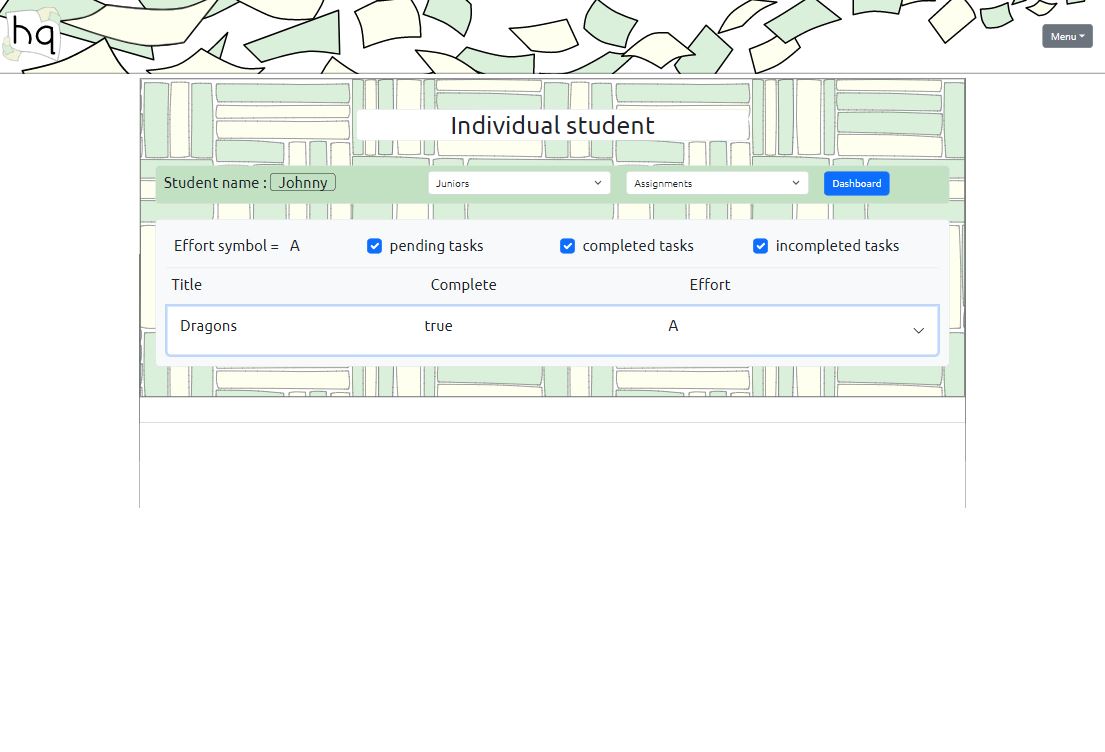 hq
Menu
Individual student
Student name : Johnny Juniors Assignments Dashboard
Effort symbol = A pending tasks completed tasks incompleted tasks
Title Complete Effort
Dragons true A